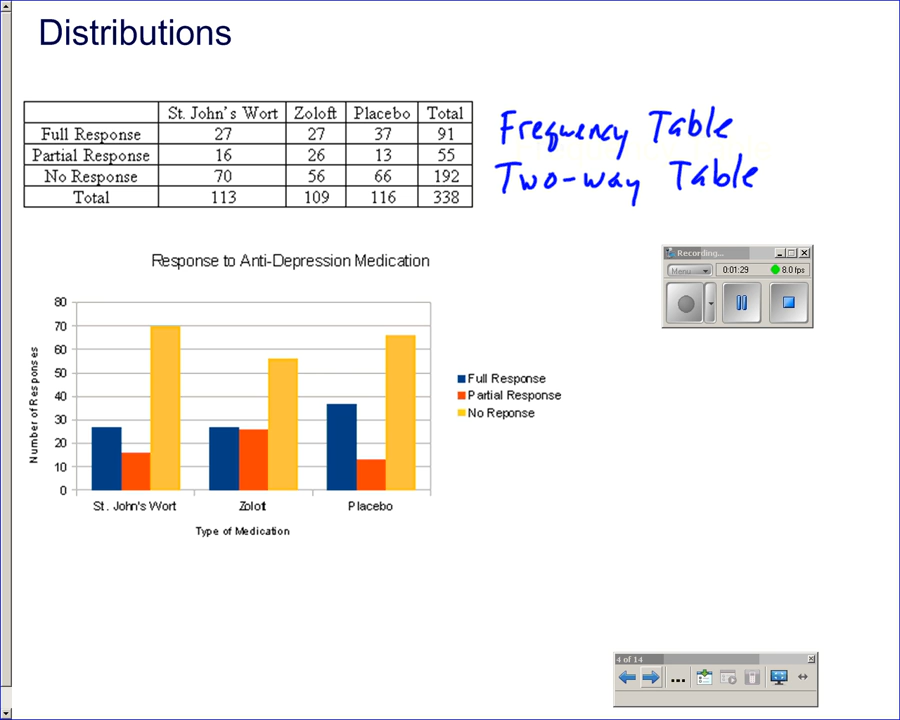 Distributions
St. John's Wort Zoloft Placebo Total
Full Response 27 27 37 91
Partial Response 16 26 13 55
No Response 70 56 66 192
Total 113 109 116 338
Frequency Table
Two-way Table
Response to Anti-Depression Medication
80
70
60
50
40
30
20
10
0
Number of Responses
St. John's Wort Zoloft Placebo
Type of Medication
Full Response
Partial Response
No Reponse
Recording...
Menu 0:01:29 8.0 fps
4 of 14